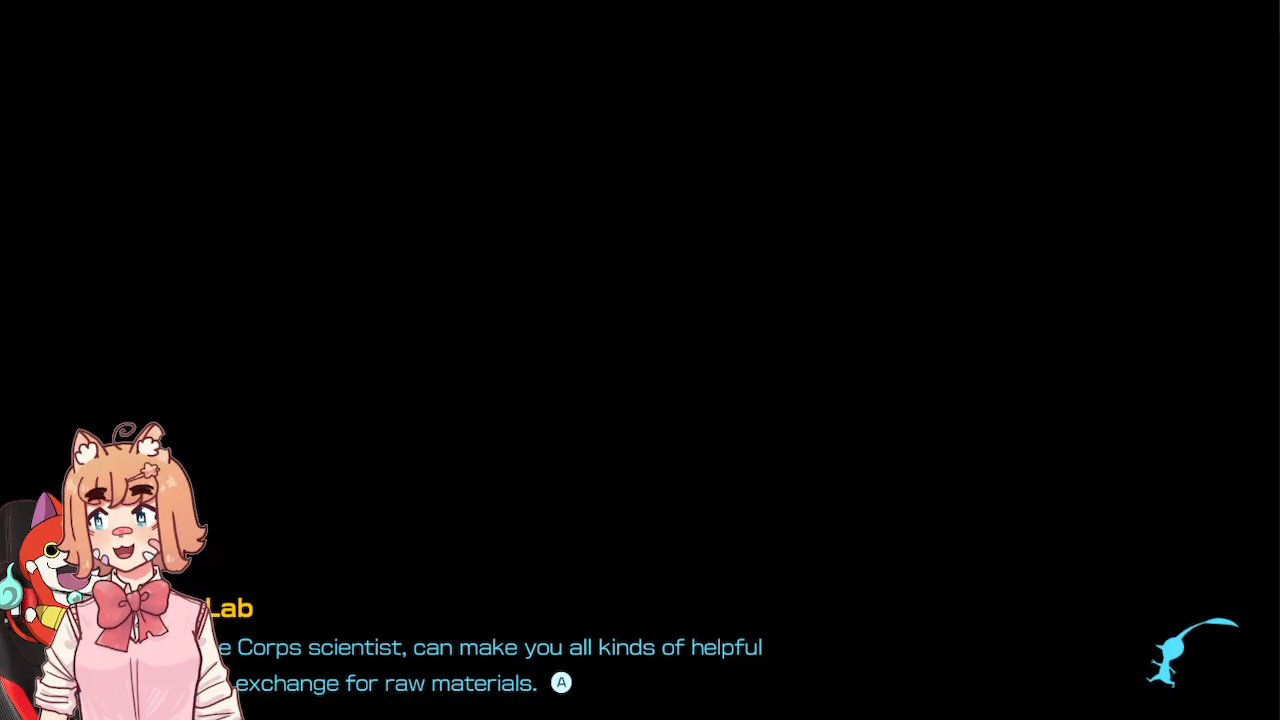 Lab
e Corps scientist, can make you all kinds of helpful
exchange for raw materials. A